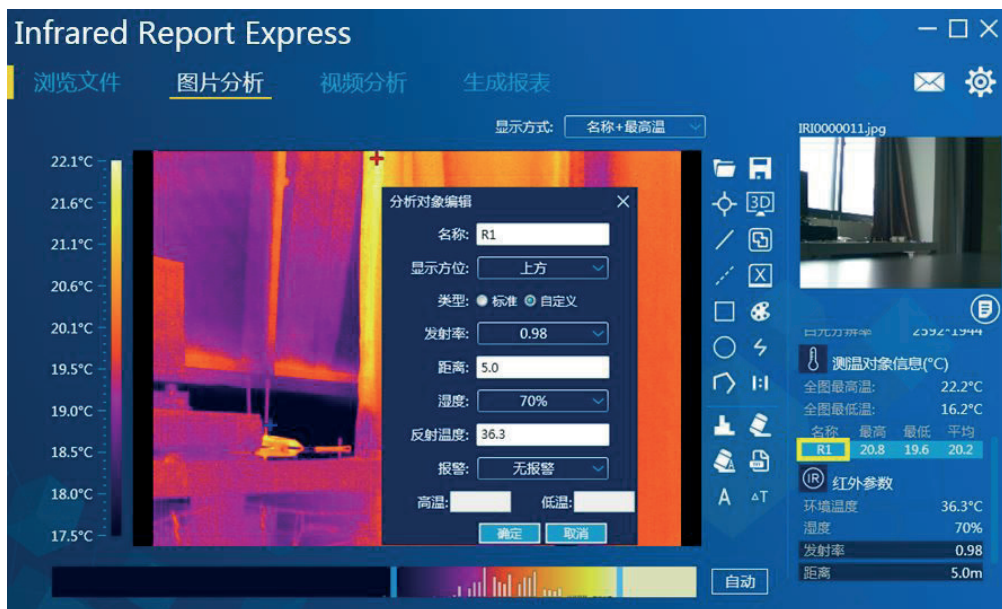 Infrared Report Express
浏览文件 图片分析 视频分析 生成报表
显示方式: 名称+最高温
IRI0000011.jpg
22.1°C
21.6°C
21.1°C
20.6°C
20.1°C
19.5°C
19.0°C
18.5°C
18.0°C
17.5°C
分析对象编辑
名称: R1
显示方位: 上方
类型: 标准 自定义
发射率: 0.98
距离: 5.0
湿度: 70%
反射温度: 36.3
报警: 无报警
高温: 低温:
确定 取消
3D
X
1:1
A
A ΔT
自动
2592*1944
测温对象信息(°C)
全图最高温: 22.2°C
全图最低温: 16.2°C
名称 最高 最低 平均
R1 20.8 19.6 20.2
IR 红外参数
环境温度 36.3°C
湿度 70%
发射率 0.98
距离 5.0m